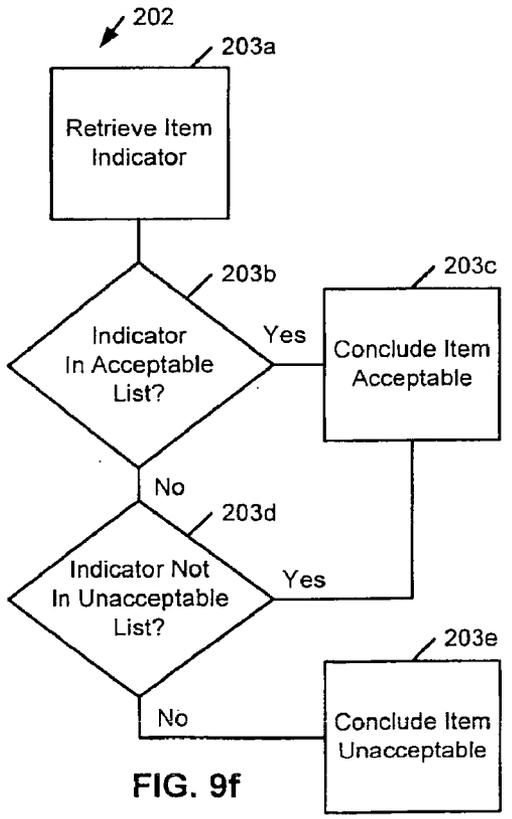 202
203a
Retrieve Item
Indicator
203b
Indicator
In Acceptable
List?
Yes
203c
Conclude Item
Acceptable
No
203d
Indicator Not
In Unacceptable
List?
Yes
203e
No
Conclude Item
Unacceptable
FIG. 9f